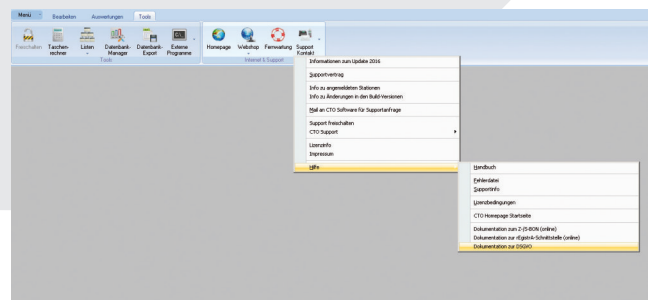 Menü
Bearbeiten
Auswertungen
Tools
Freischalten
Taschen-
rechner
Listen
Datenbank-
Manager
Datenbank-
Export
Externe
Programme
Homepage
Webshop
Fernwartung
Support
Kontakt
Tools
Internet & Support
Informationen zum Update 2016
Supportvertrag
Info zu angemeldeten Stationen
Info zu Änderungen in den Build-Versionen
Mail an CTO Software für Supportanfrage
Support freischalten
CTO Support
Lizenzinfo
Impressum
Hilfe
Handbuch
Fehlerdatei
Supportinfo
Lizenzbedingungen
CTO Homepage Startseite
Dokumentation zum Z-(S-BON (online)
Dokumentation zur rEgistrA-Schnittstelle (online)
Dokumentation zur DSGVO